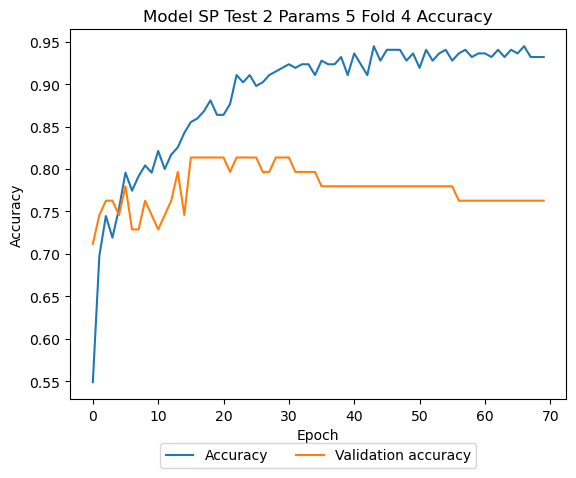 Model SP Test 2 Params 5 Fold 4 Accuracy
0.95
0.90
0.85
0.80
0.75
0.70
0.65
0.60
0.55
Accuracy
0 10 20 30 40 50 60 70
Epoch
Accuracy Validation accuracy